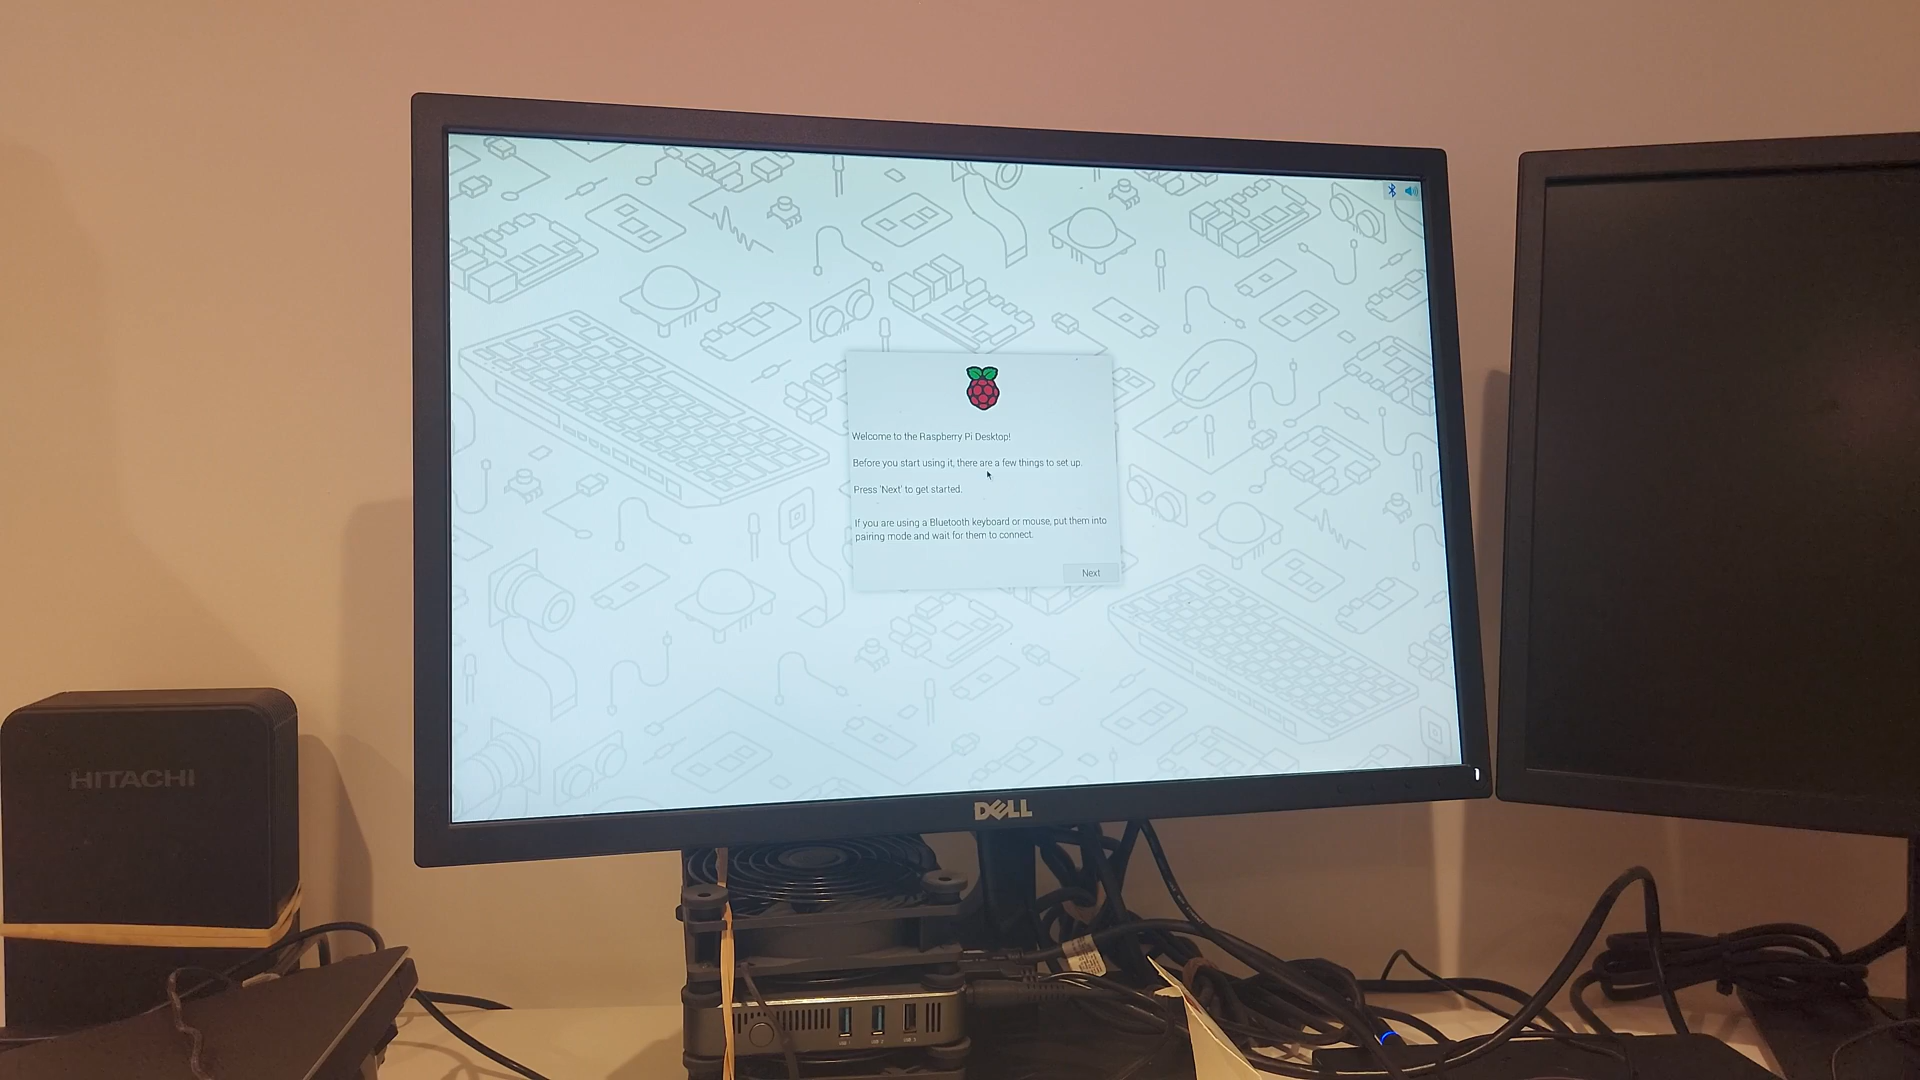 Welcome to the Raspberry Pi Desktop!
Before you start using it, there are a few things to set up.
Press 'Next' to get started.
If you are using a Bluetooth keyboard or mouse, put them into
pairing mode and wait for them to connect.
Next
HITACHI
DELL